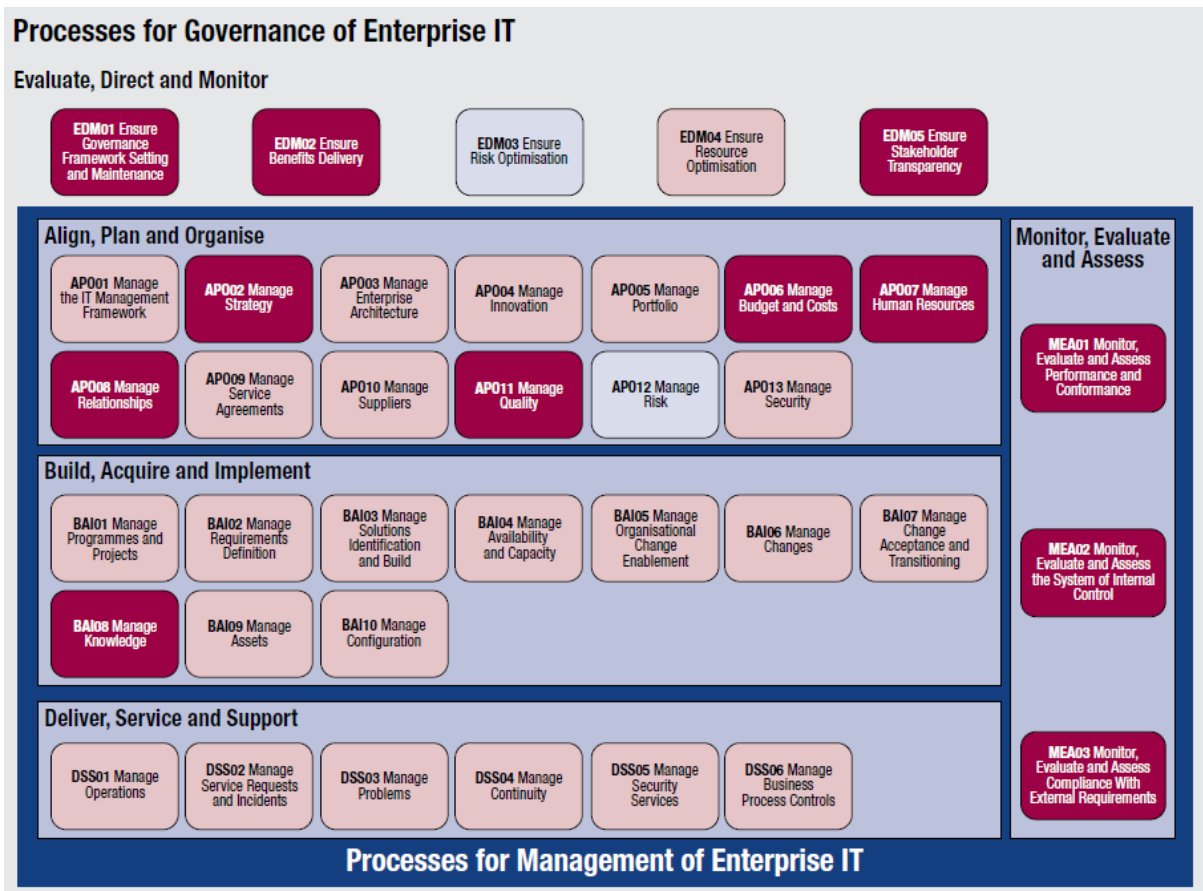 Processes for Governance of Enterprise IT
Evaluate, Direct and Monitor
EDM01 Ensure
Governance
Framework Setting
and Maintenance
EDM02 Ensure
Benefits Delivery
EDM03 Ensure
Risk Optimisation
EDM04 Ensure
Resource
Optimisation
EDM05 Ensure
Stakeholder
Transparency
Align, Plan and Organise
APO01 Manage
the IT Management
Framework
APO02 Manage
Strategy
APO03 Manage
Enterprise
Architecture
APO04 Manage
Innovation
APO05 Manage
Portfolio
APO06 Manage
Budget and Costs
APO07 Manage
Human Resources
APO08 Manage
Relationships
APO09 Manage
Service
Agreements
APO10 Manage
Suppliers
APO11 Manage
Quality
APO12 Manage
Risk
APO13 Manage
Security
Build, Acquire and Implement
BAI01 Manage
Programmes and
Projects
BAI02 Manage
Requirements
Definition
BAI03 Manage
Solutions
Identification
and Build
BAI04 Manage
Availability
and Capacity
BAI05 Manage
Organisational
Change
Enablement
BAI06 Manage
Changes
BAI07 Manage
Change
Acceptance and
Transitioning
BAI08 Manage
Knowledge
BAI09 Manage
Assets
BAI10 Manage
Configuration
Deliver, Service and Support
DSS01 Manage
Operations
DSS02 Manage
Service Requests
and Incidents
DSS03 Manage
Problems
DSS04 Manage
Continuity
DSS05 Manage
Security
Services
DSS06 Manage
Business
Process Controls
Monitor, Evaluate
and Assess
MEA01 Monitor,
Evaluate and Assess
Performance and
Conformance
MEA02 Monitor,
Evaluate and Assess
the System of Internal
Control
MEA03 Monitor,
Evaluate and Assess
Compliance With
External Requirements
Processes for Management of Enterprise IT